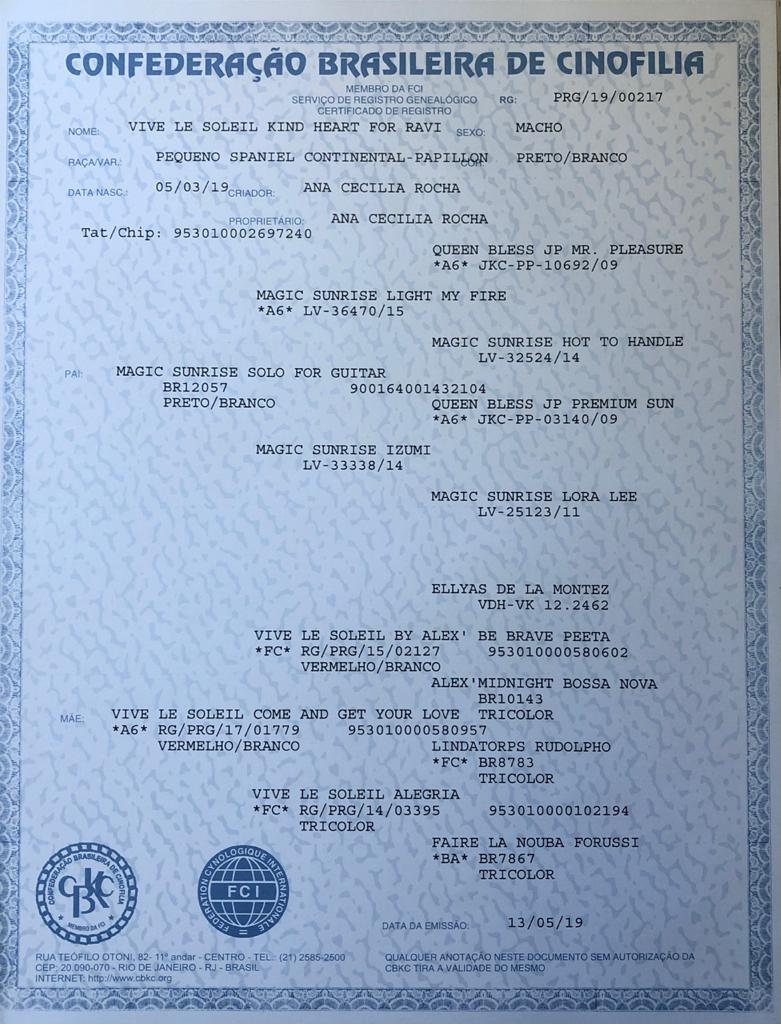 CONFEDERAÇÃO BRASILEIRA DE CINOFILIA
MEMBRO DA FCI
SERVIÇO DE REGISTRO GENEALÓGICO RG: PRG/19/00217
CERTIFICADO DE REGISTRO
NOME: VIVE LE SOLEIL KIND HEART FOR RAVI SEXO: MACHO
RAÇA/VAR.: PEQUENO SPANIEL CONTINENTAL-PAPILLON COR: PRETO/BRANCO
DATA NASC.: 05/03/19 CRIADOR: ANA CECILIA ROCHA
PROPRIETÁRIO: ANA CECILIA ROCHA
Tat/Chip: 953010002697240
QUEEN BLESS JP MR. PLEASURE
*A6* JKC-PP-10692/09
MAGIC SUNRISE LIGHT MY FIRE
*A6* LV-36470/15
MAGIC SUNRISE HOT TO HANDLE
LV-32524/14
PAI: MAGIC SUNRISE SOLO FOR GUITAR
BR12057 900164001432104
PRETO/BRANCO QUEEN BLESS JP PREMIUM SUN
*A6* JKC-PP-03140/09
MAGIC SUNRISE IZUMI
LV-33338/14
MAGIC SUNRISE LORA LEE
LV-25123/11
ELLYAS DE LA MONTEZ
VDH-VK 12.2462
VIVE LE SOLEIL BY ALEX' BE BRAVE PEETA
*FC* RG/PRG/15/02127 953010000580602
VERMELHO/BRANCO
ALEX'MIDNIGHT BOSSA NOVA
BR10143
MÃE: VIVE LE SOLEIL COME AND GET YOUR LOVE TRICOLOR
*A6* RG/PRG/17/01779 953010000580957
VERMELHO/BRANCO LINDATORPS RUDOLPHO
*FC* BR8783
TRICOLOR
VIVE LE SOLEIL ALEGRIA
*FC* RG/PRG/14/03395 953010000102194
TRICOLOR
FAIRE LA NOUBA FORUSSI
*BA* BR7867
TRICOLOR
CONFEDERAÇÃO BRASILEIRA DE CINOFILIA
CBKC
MEMBRO DA FCI
FEDERATION CYNOLOGIQUE INTERNATIONALE
FCI
DATA DA EMISSÃO: 13/05/19
RUA TEÓFILO OTONI, 82- 11º andar - CENTRO - TEL.: (21) 2585-2500
CEP: 20.090-070 - RIO DE JANEIRO - RJ - BRASIL
INTERNET: http://www.cbkc.org
QUALQUER ANOTAÇÃO NESTE DOCUMENTO SEM AUTORIZAÇÃO DA
CBKC TIRA A VALIDADE DO MESMO